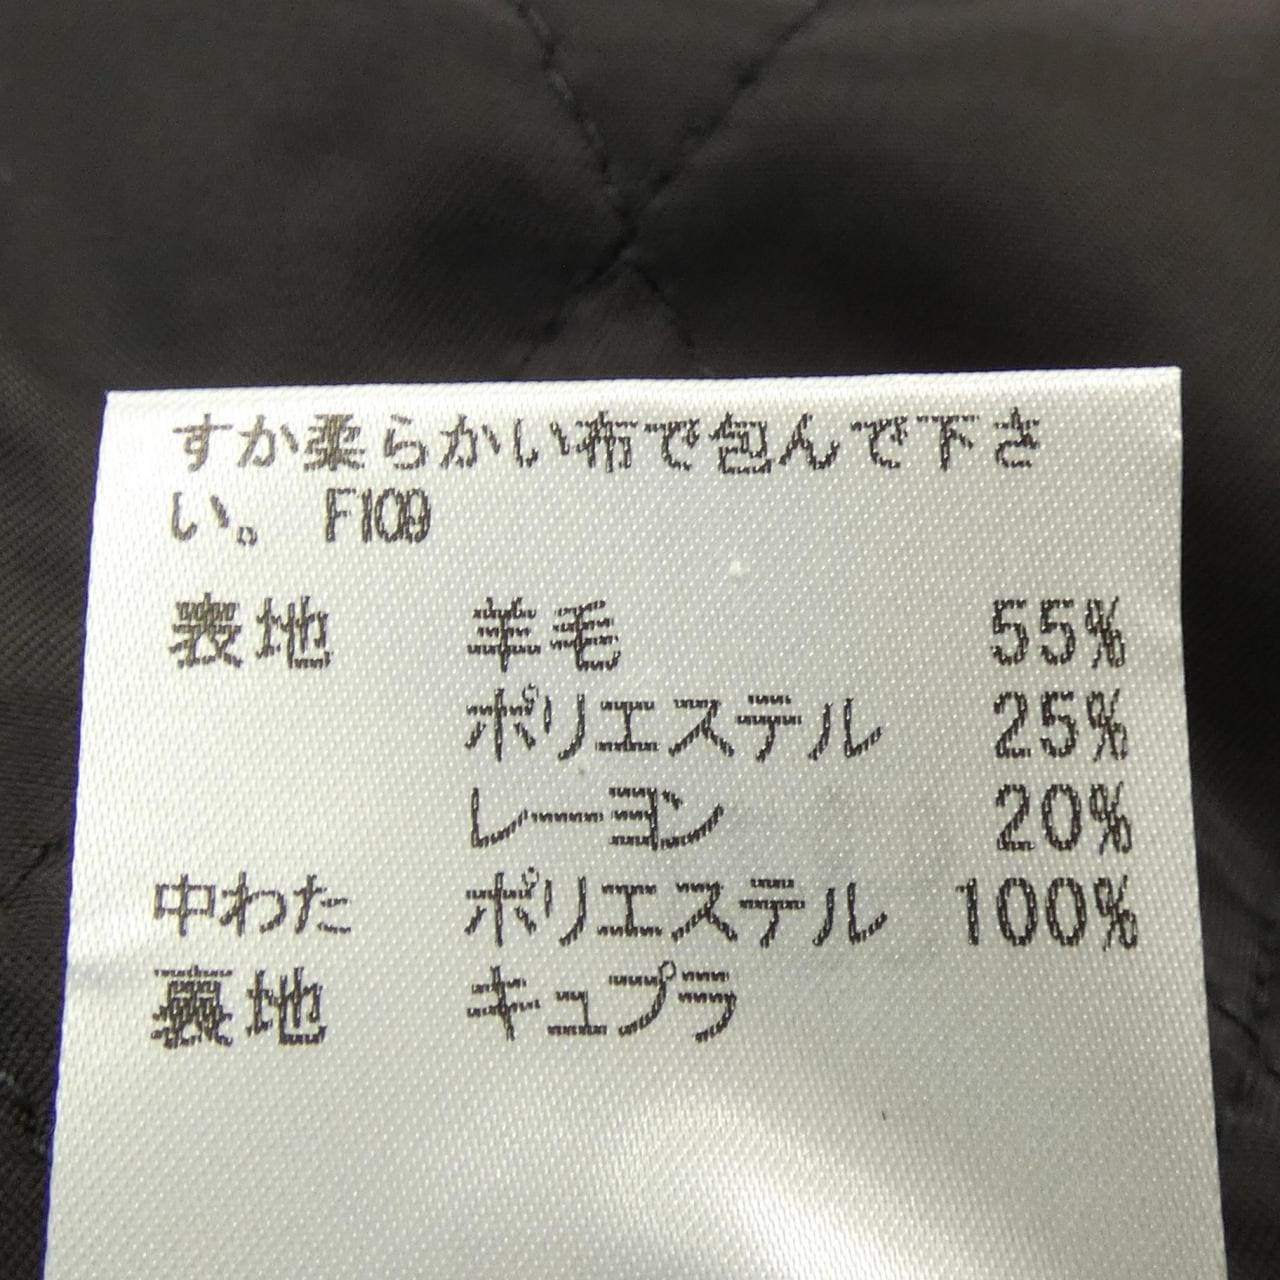 すか柔らかい布で包んで下さ
い。 F109
表地 羊毛 55%
ポリエステル 25%
レーヨン 20%
中わた ポリエステル 100%
裏地 キュプラ